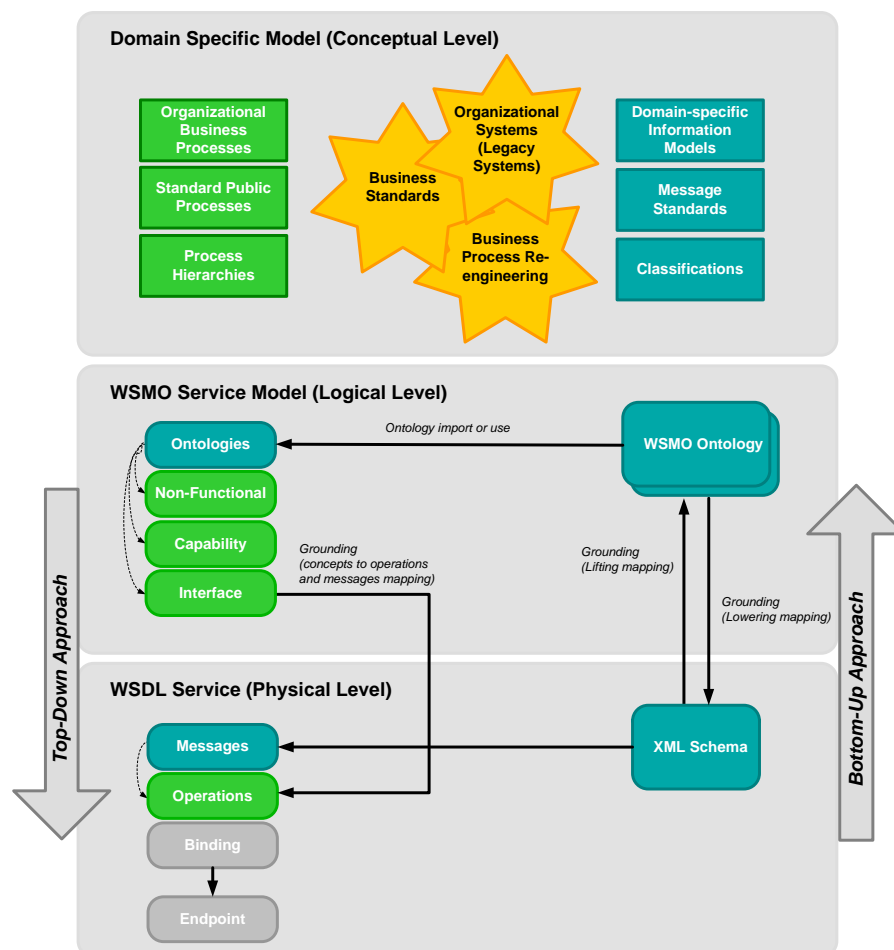 Domain Specific Model (Conceptual Level)
Organizational
Business
Processes
Standard Public
Processes
Process
Hierarchies
Business
Standards
Organizational
Systems
(Legacy
Systems)
Business
Process Re-
engineering
Domain-specific
Information
Models
Message
Standards
Classifications
WSMO Service Model (Logical Level)
Ontologies
Non-Functional
Capability
Interface
Ontology import or use
WSMO Ontology
Grounding
(concepts to operations
and messages mapping)
Grounding
(Lifting mapping)
Grounding
(Lowering mapping)
Top-Down Approach
Bottom-Up Approach
WSDL Service (Physical Level)
Messages
Operations
Binding
Endpoint
XML Schema